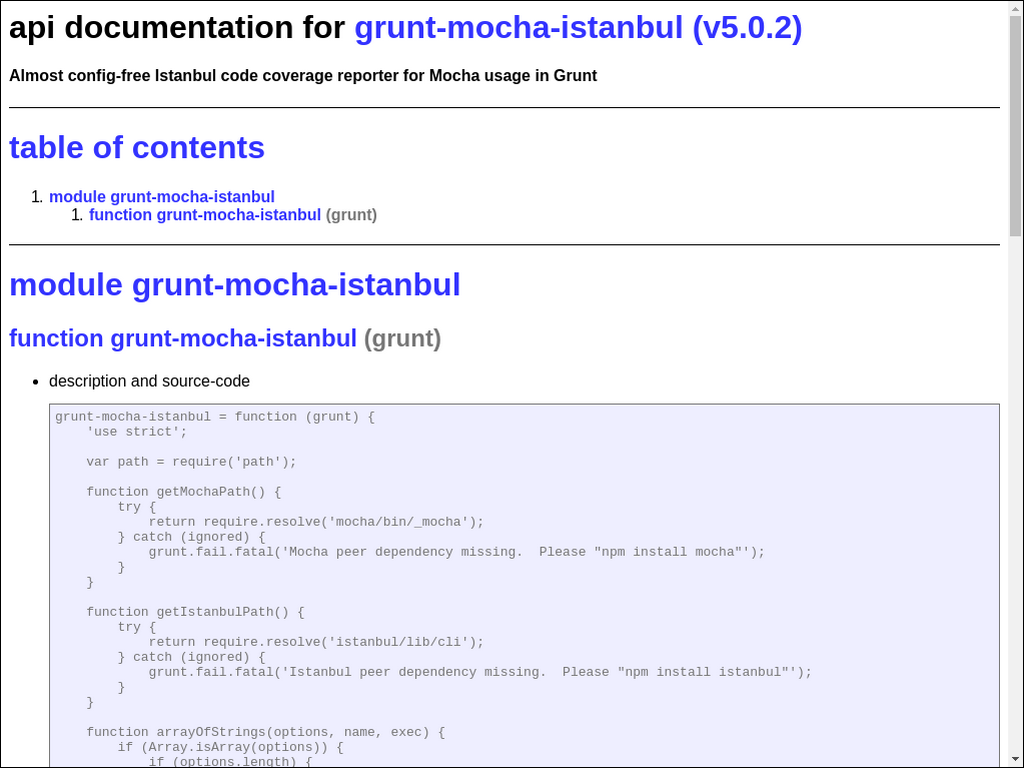 api documentation for grunt-mocha-istanbul (v5.0.2)
Almost config-free Istanbul code coverage reporter for Mocha usage in Grunt
table of contents
1. module grunt-mocha-istanbul
1. function grunt-mocha-istanbul (grunt)
module grunt-mocha-istanbul
function grunt-mocha-istanbul (grunt)
• description and source-code
grunt-mocha-istanbul = function (grunt) {
    'use strict';
    var path = require('path');
    function getMochaPath() {
        try {
            return require.resolve('mocha/bin/_mocha');
        } catch (ignored) {
            grunt.fail.fatal('Mocha peer dependency missing.  Please "npm install mocha"');
        }
    }
    function getIstanbulPath() {
        try {
            return require.resolve('istanbul/lib/cli');
        } catch (ignored) {
            grunt.fail.fatal('Istanbul peer dependency missing.  Please "npm install istanbul"');
        }
    }
    function arrayOfStrings(options, name, exec) {
        if (Array.isArray(options)) {
            if (options.length) {